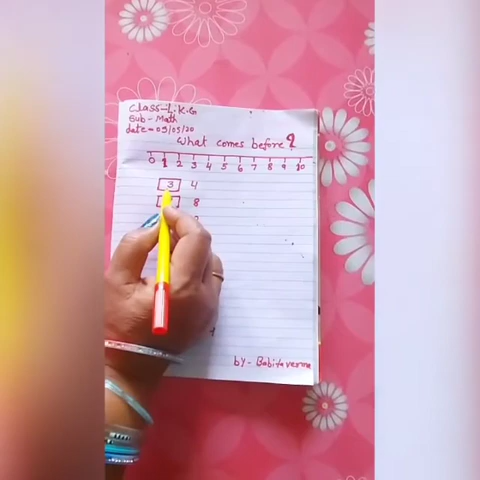 Class-L.K.G
Sub - Math
date = 09/05/20
What comes before ?
0 1 2 3 4 5 6 7 8 9 10
3 4
8
by - Babita verma